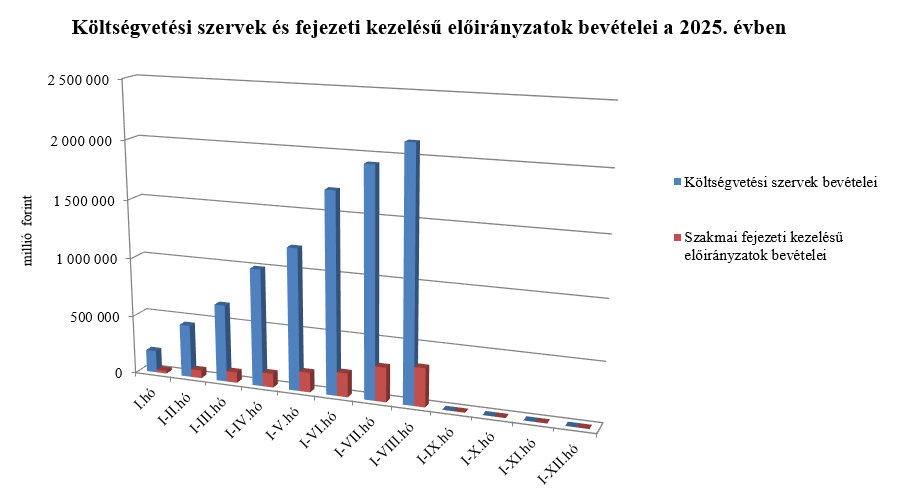 Költségvetési szervek és fejezeti kezelésű előirányzatok bevételei a 2025. évben
2 500 000
2 000 000
1 500 000
1 000 000
500 000
0
millió forint
I.hó
I-II.hó
I-III.hó
I-IV.hó
I-V.hó
I-VI.hó
I-VII.hó
I-VIII.hó
I-IX.hó
I-X.hó
I-XI.hó
I-XII.hó
Költségvetési szervek bevételei
Szakmai fejezeti kezelésű
előirányzatok bevételei